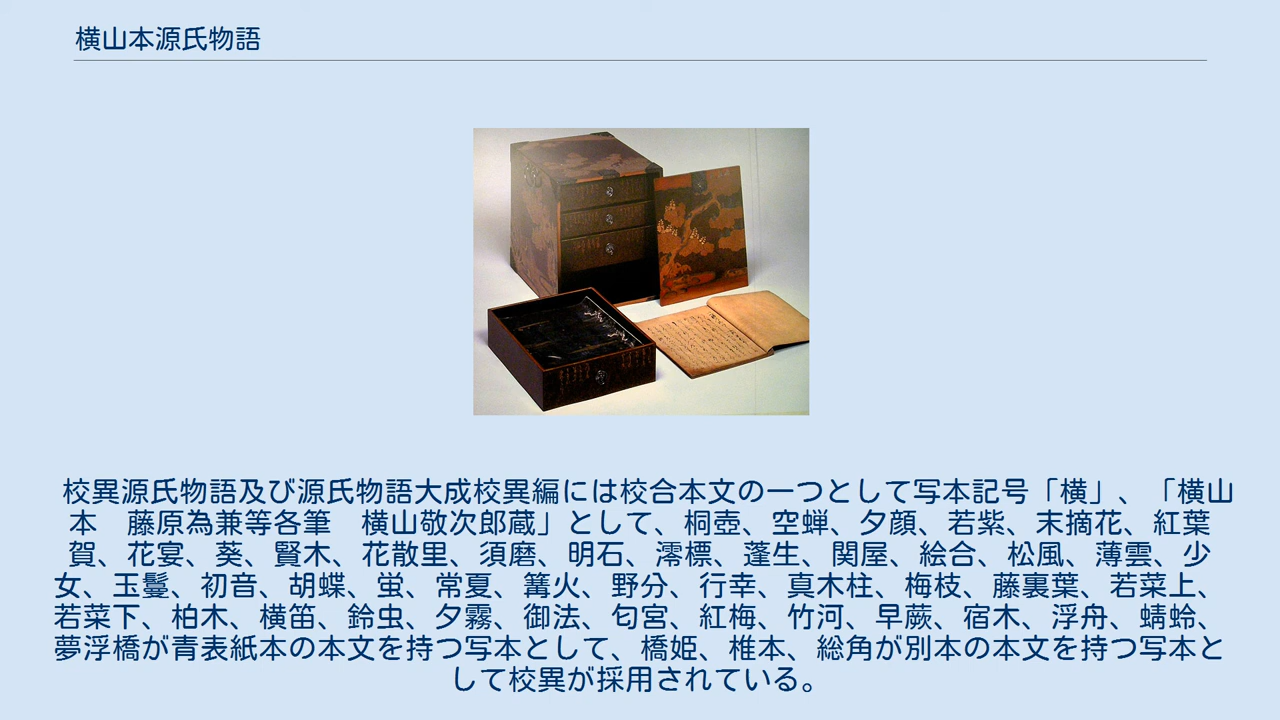 横山本源氏物語
校異源氏物語及び源氏物語大成校異編には校合本文の一つとして写本記号「横」、「横山
本　藤原為兼等各筆　横山敬次郎蔵」として、桐壺、空蝉、夕顔、若紫、末摘花、紅葉
賀、花宴、葵、賢木、花散里、須磨、明石、澪標、蓬生、関屋、絵合、松風、薄雲、少
女、玉鬘、初音、胡蝶、蛍、常夏、篝火、野分、行幸、真木柱、梅枝、藤裏葉、若菜上、
若菜下、柏木、横笛、鈴虫、夕霧、御法、匂宮、紅梅、竹河、早蕨、宿木、浮舟、蜻蛉、
夢浮橋が青表紙本の本文を持つ写本として、橋姫、椎本、総角が別本の本文を持つ写本と
して校異が採用されている。